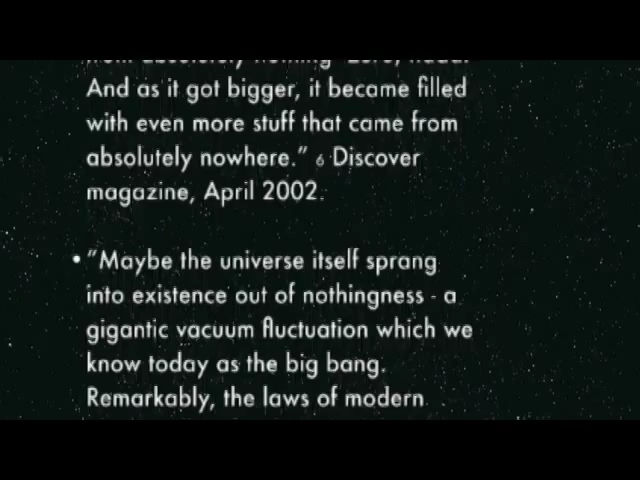 And as it got bigger, it became filled
with even more stuff that came from
absolutely nowhere.” 6 Discover
magazine, April 2002.
• ”Maybe the universe itself sprang
into existence out of nothingness - a
gigantic vacuum fluctuation which we
know today as the big bang.
Remarkably, the laws of modern